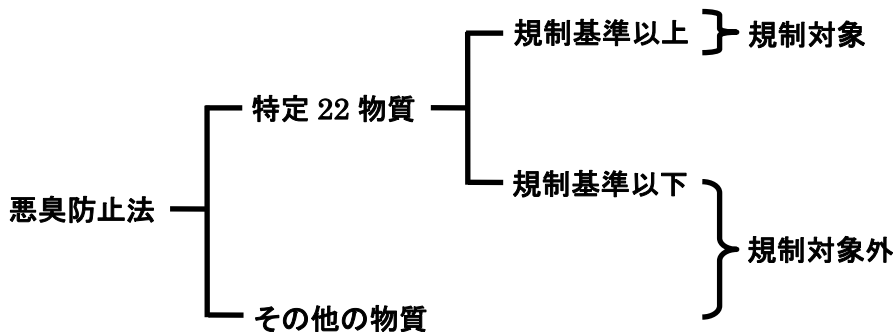 規制基準以上
規制対象
特定 22 物質
規制基準以下
悪臭防止法
規制対象外
その他の物質